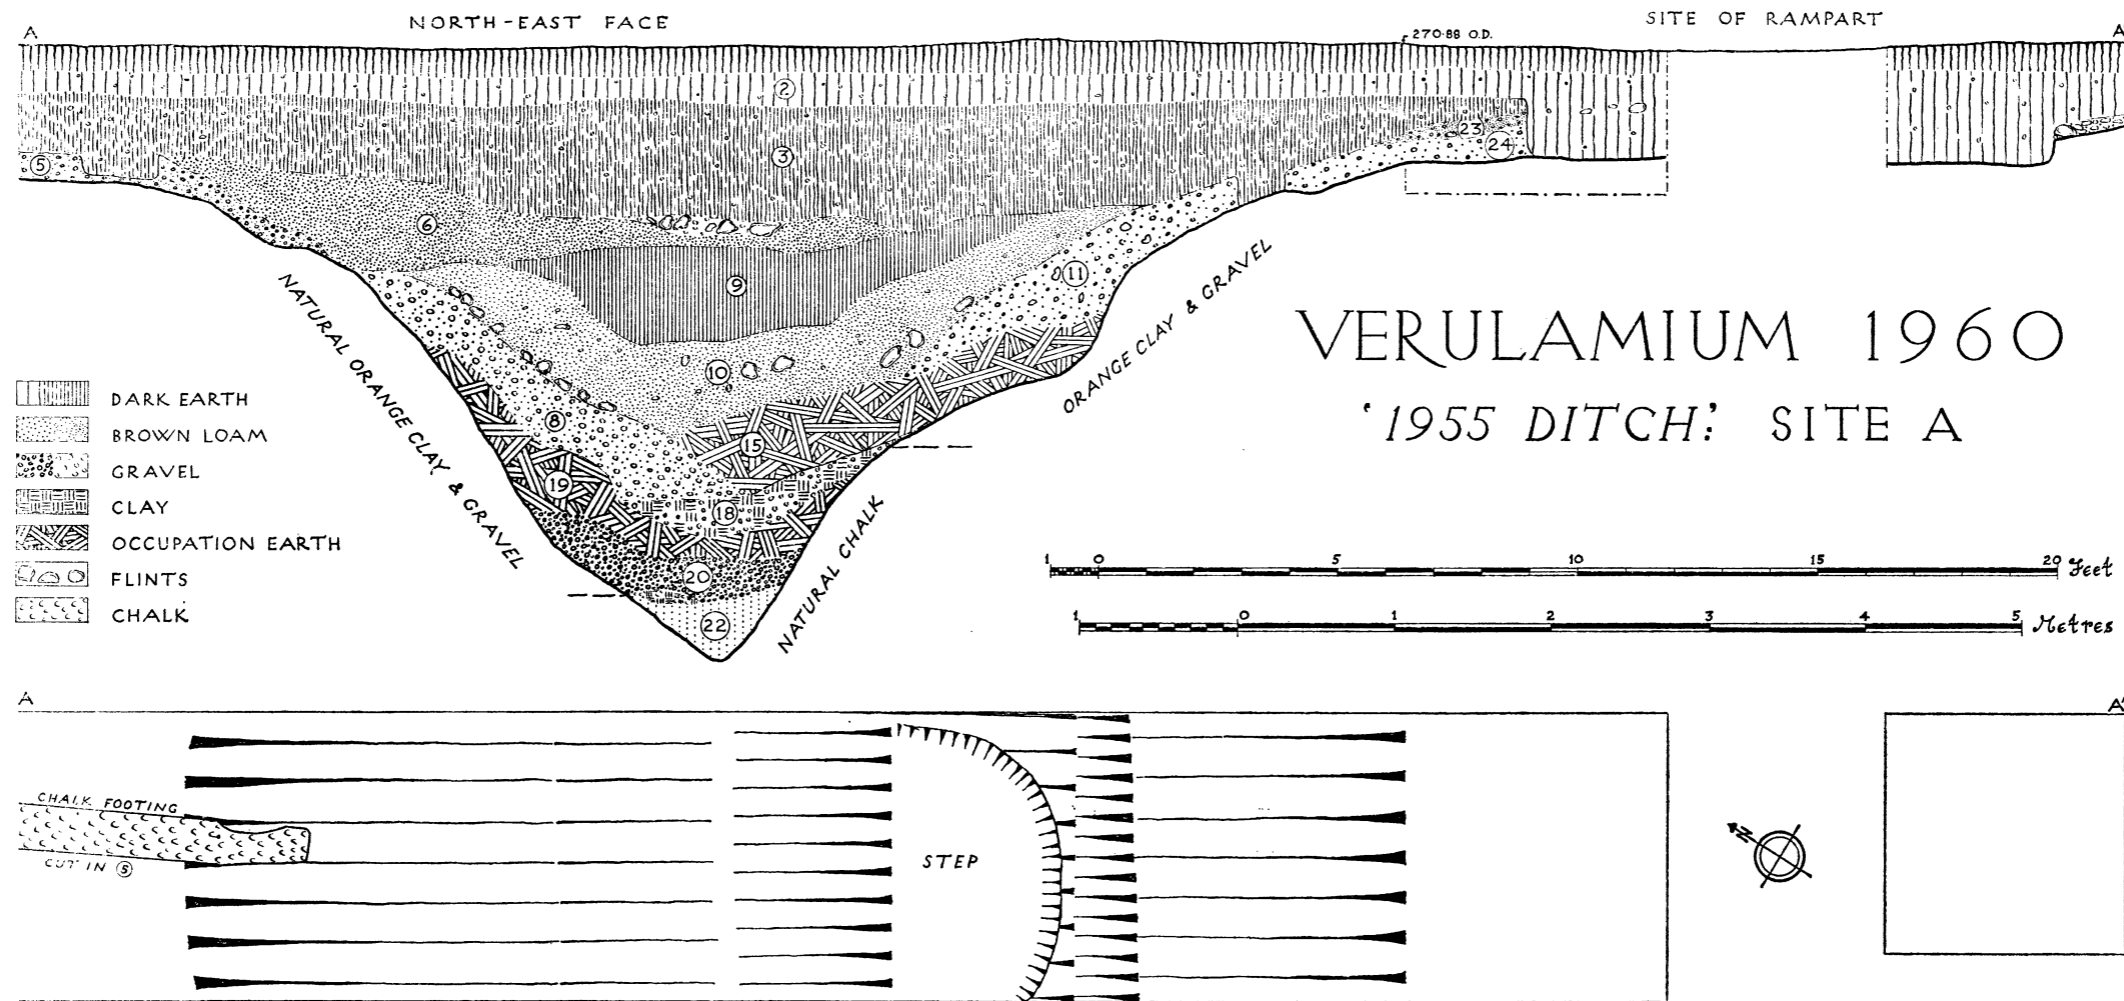 NORTH-EAST FACE
SITE OF RAMPART
A
A'
270·88 O.D.
2
3
5
6
23
24
9
11
10
8
15
19
18
20
22
NATURAL ORANGE CLAY & GRAVEL
NATURAL CHALK
ORANGE CLAY & GRAVEL
VERULAMIUM 1960
'1955 DITCH': SITE A
DARK EARTH
BROWN LOAM
GRAVEL
CLAY
OCCUPATION EARTH
FLINTS
CHALK
1 0 5 10 15 20 Feet
1 0 1 2 3 4 5 Metres
A
A'
CHALK FOOTING
CUT IN 5
STEP
N